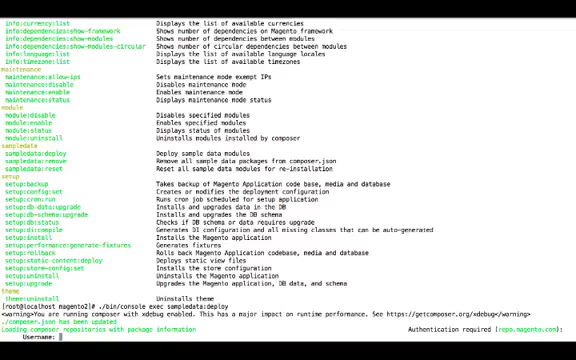 info:currency:list Displays the list of available currencies
info:dependencies:show-framework Shows number of dependencies on Magento framework
info:dependencies:show-modules Shows number of dependencies between modules
info:dependencies:show-modules-circular Shows number of circular dependencies between modules
info:language:list Displays the list of available language locales
info:timezone:list Displays the list of available timezones
maintenance
maintenance:allow-ips Sets maintenance mode exempt IPs
maintenance:disable Disables maintenance mode
maintenance:enable Enables maintenance mode
maintenance:status Displays maintenance mode status
module
module:disable Disables specified modules
module:enable Enables specified modules
module:status Displays status of modules
module:uninstall Uninstalls modules installed by composer
sampledata
sampledata:deploy Deploy sample data modules
sampledata:remove Remove all sample data packages from composer.json
sampledata:reset Reset all sample data modules for re-installation
setup
setup:backup Takes backup of Magento Application code base, media and database
setup:config:set Creates or modifies the deployment configuration
setup:cron:run Runs cron job scheduled for setup application
setup:db-data:upgrade Installs and upgrades data in the DB
setup:db-schema:upgrade Installs and upgrades the DB schema
setup:db:status Checks if DB schema or data requires upgrade
setup:di:compile Generates DI configuration and all missing classes that can be auto-generated
setup:install Installs the Magento application
setup:performance:generate-fixtures Generates fixtures
setup:rollback Rolls back Magento Application codebase, media and database
setup:static-content:deploy Deploys static view files
setup:store-config:set Installs the store configuration
setup:uninstall Uninstalls the Magento application
setup:upgrade Upgrades the Magento application, DB data, and schema
theme
theme:uninstall Uninstalls theme
[root@localhost magento2]# ./bin/console exec sampledata:deploy
<warning>You are running composer with xdebug enabled. This has a major impact on runtime performance. See https://getcomposer.org/xdebug</warning>
./composer.json has been updated
Loading composer repositories with package information Authentication required (repo.magento.com):
Username: